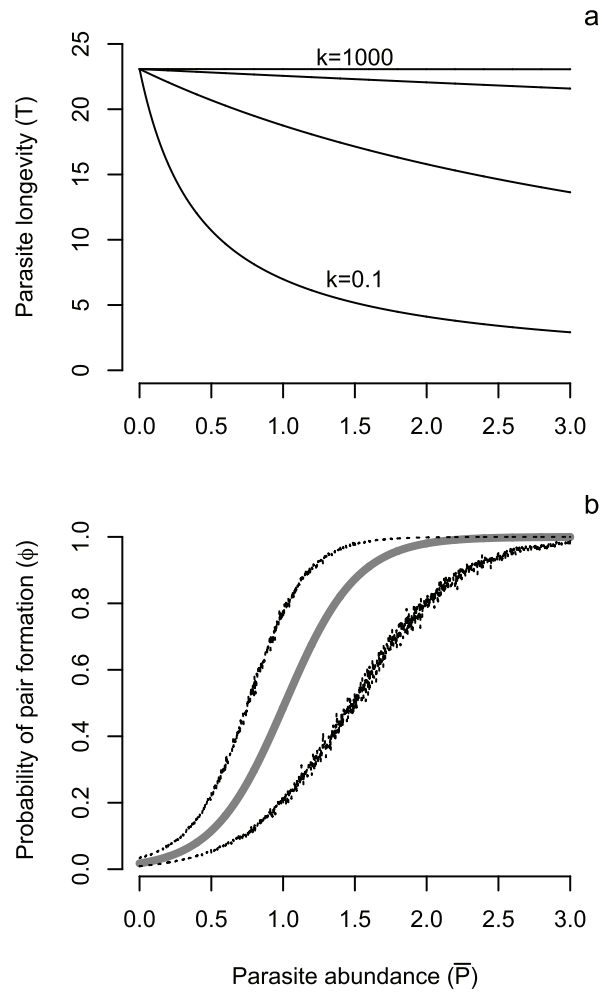 a
Parasite longevity (T)
25
20
15
10
5
0
k=1000
k=0.1
0.0 0.5 1.0 1.5 2.0 2.5 3.0
b
Probability of pair formation (ϕ)
1.0
0.8
0.6
0.4
0.2
0.0
0.0 0.5 1.0 1.5 2.0 2.5 3.0
Parasite abundance (P̅)